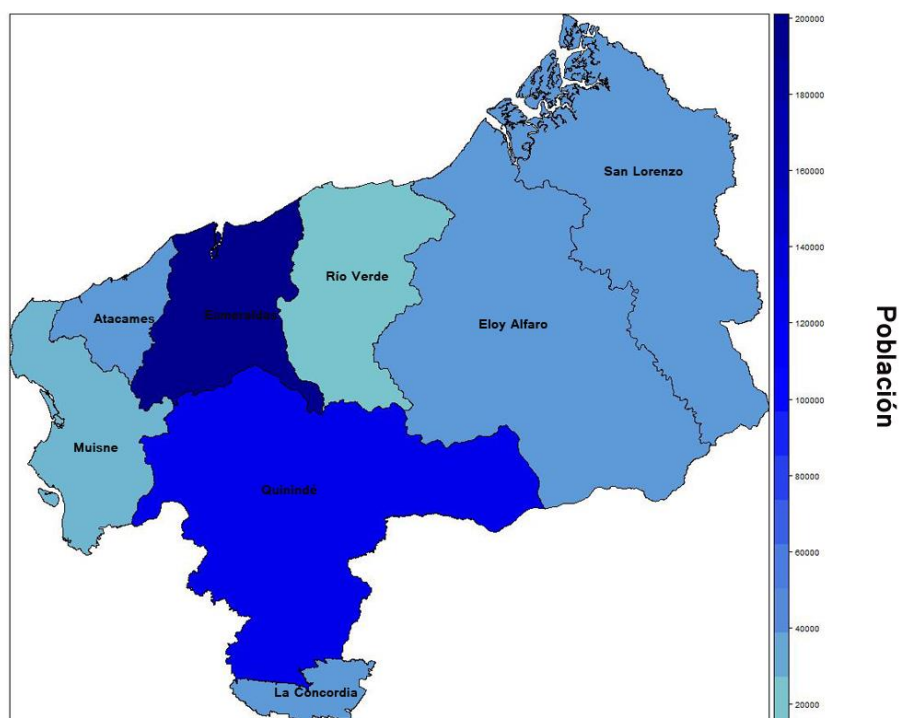 San Lorenzo
Río Verde
Atacames
Esmeraldas
Eloy Alfaro
Muisne
Quinindé
La Concordia
200000
180000
160000
140000
120000
100000
80000
60000
40000
20000
Población